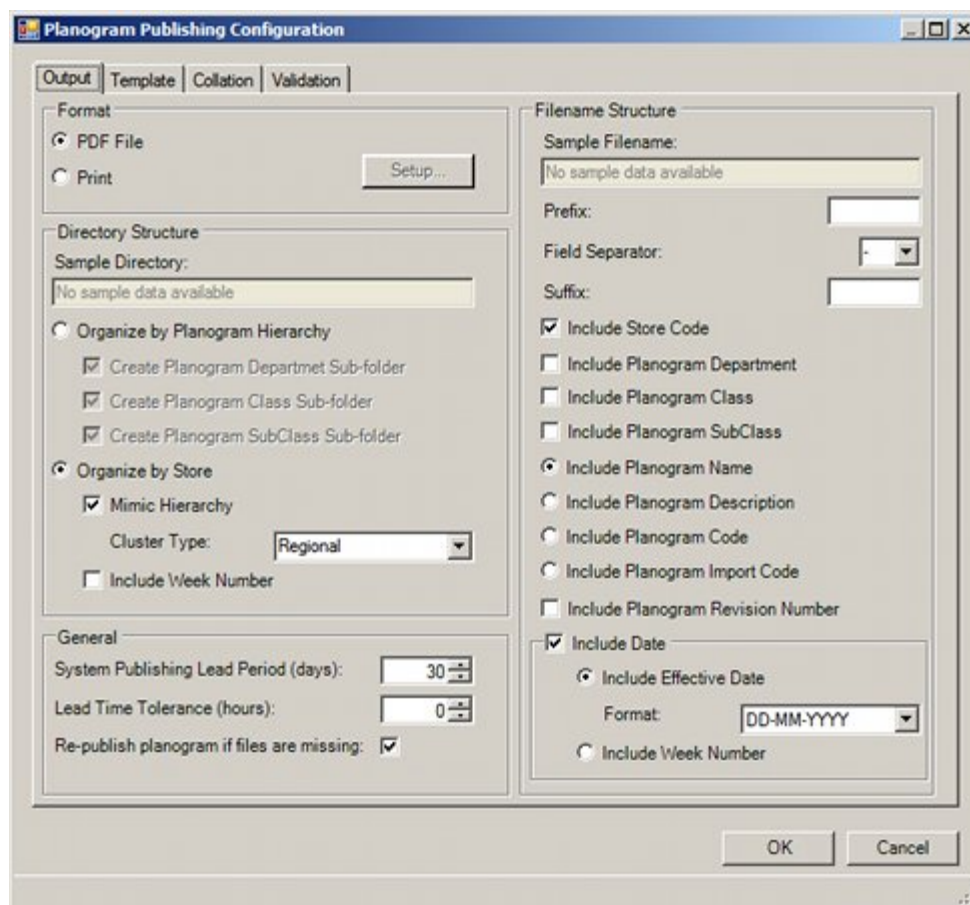 Planogram Publishing Configuration
Output Template Collation Validation
Format
PDF File
Print
Setup...
Directory Structure
Sample Directory:
No sample data available
Organize by Planogram Hierarchy
Create Planogram Departmet Sub-folder
Create Planogram Class Sub-folder
Create Planogram SubClass Sub-folder
Organize by Store
Mimic Hierarchy
Cluster Type: Regional
Include Week Number
General
System Publishing Lead Period (days): 30
Lead Time Tolerance (hours): 0
Re-publish planogram if files are missing:
Filename Structure
Sample Filename:
No sample data available
Prefix:
Field Separator: -
Suffix:
Include Store Code
Include Planogram Department
Include Planogram Class
Include Planogram SubClass
Include Planogram Name
Include Planogram Description
Include Planogram Code
Include Planogram Import Code
Include Planogram Revision Number
Include Date
Include Effective Date
Format: DD-MM-YYYY
Include Week Number
OK Cancel